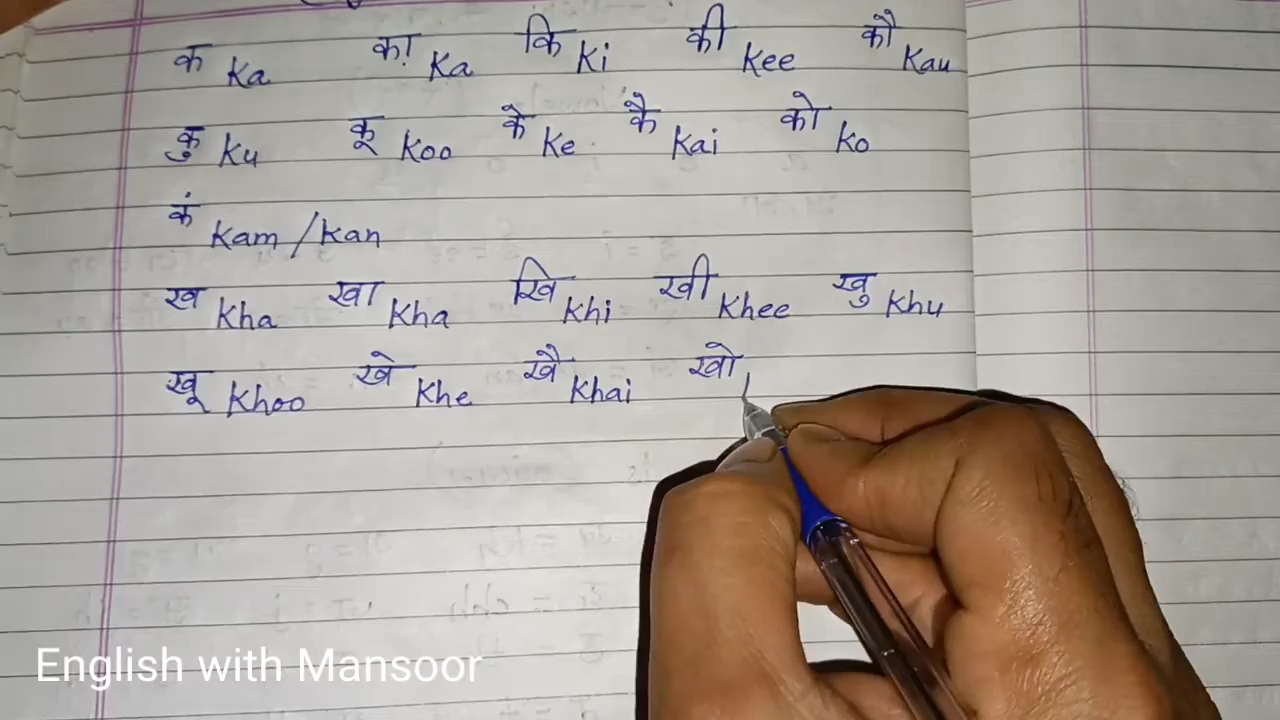 क Ka का Ka कि Ki की Kee कौ Kau
कु Ku कू Koo के Ke कै Kai को Ko
कं Kam / Kan
ख Kha खा Kha खि Khi खी Khee खु Khu
खू Khoo खे Khe खै Khai खो
English with Mansoor